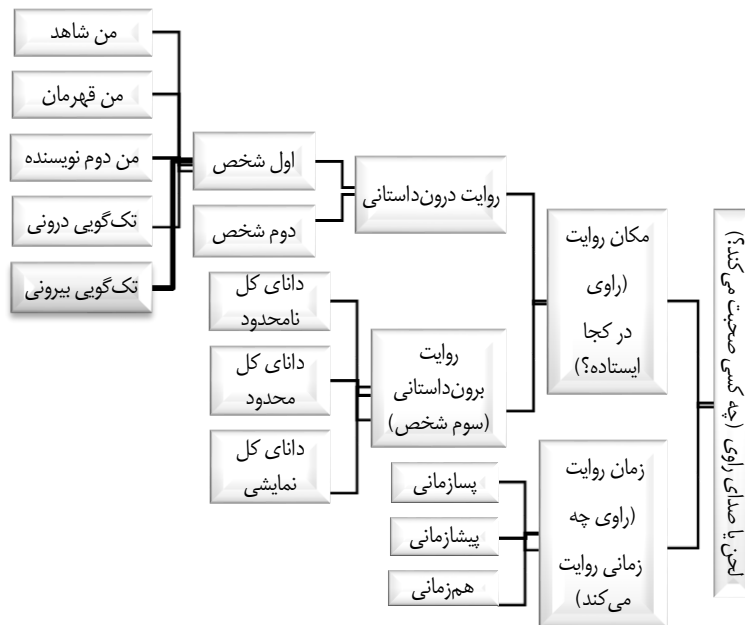 لحن یا صدای راوی (چه کسی صحبت می‌کند؟)
مکان روایت
(راوی
در کجا
ایستاده؟)
روایت درون‌داستانی
اول شخص
من شاهد
من قهرمان
من دوم نویسنده
تک‌گویی درونی
تک‌گویی بیرونی
دوم شخص
روایت
برون‌داستانی
(سوم شخص)
دانای کل
نامحدود
دانای کل
محدود
دانای کل
نمایشی
زمان روایت
(راوی چه
زمانی روایت
می‌کند)
پسازمانی
پیشازمانی
هم‌زمانی